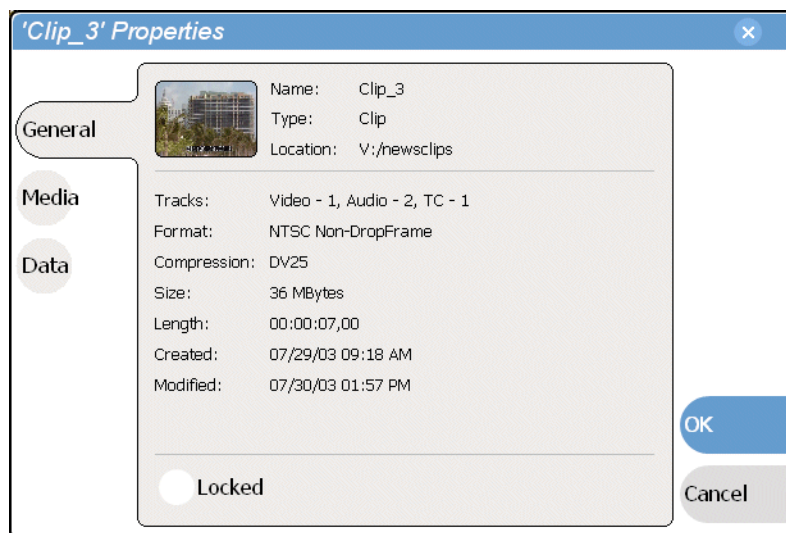 'Clip_3' Properties
General
Media
Data
Name: Clip_3
Type: Clip
Location: V:/newsclips
Tracks: Video - 1, Audio - 2, TC - 1
Format: NTSC Non-DropFrame
Compression: DV25
Size: 36 MBytes
Length: 00:00:07,00
Created: 07/29/03 09:18 AM
Modified: 07/30/03 01:57 PM
Locked
OK
Cancel